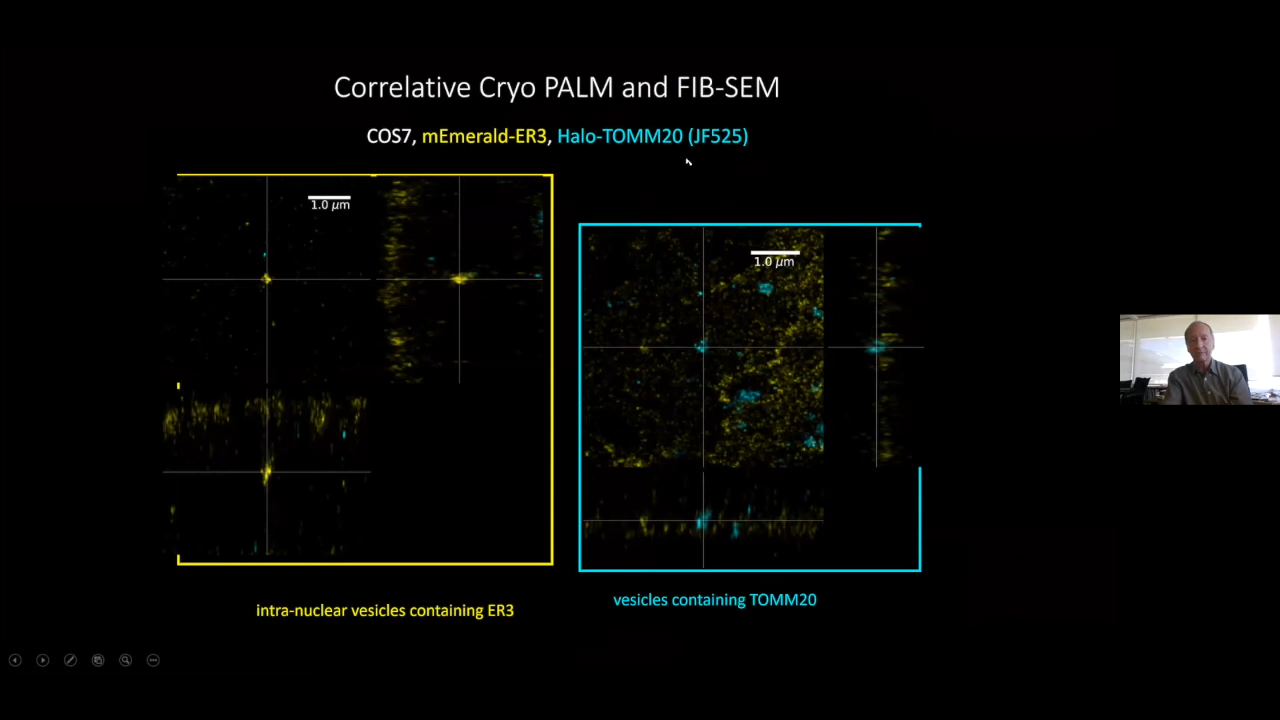 Correlative Cryo PALM and FIB-SEM
COS7, mEmerald-ER3, Halo-TOMM20 (JF525)
1.0 μm
1.0 μm
intra-nuclear vesicles containing ER3
vesicles containing TOMM20